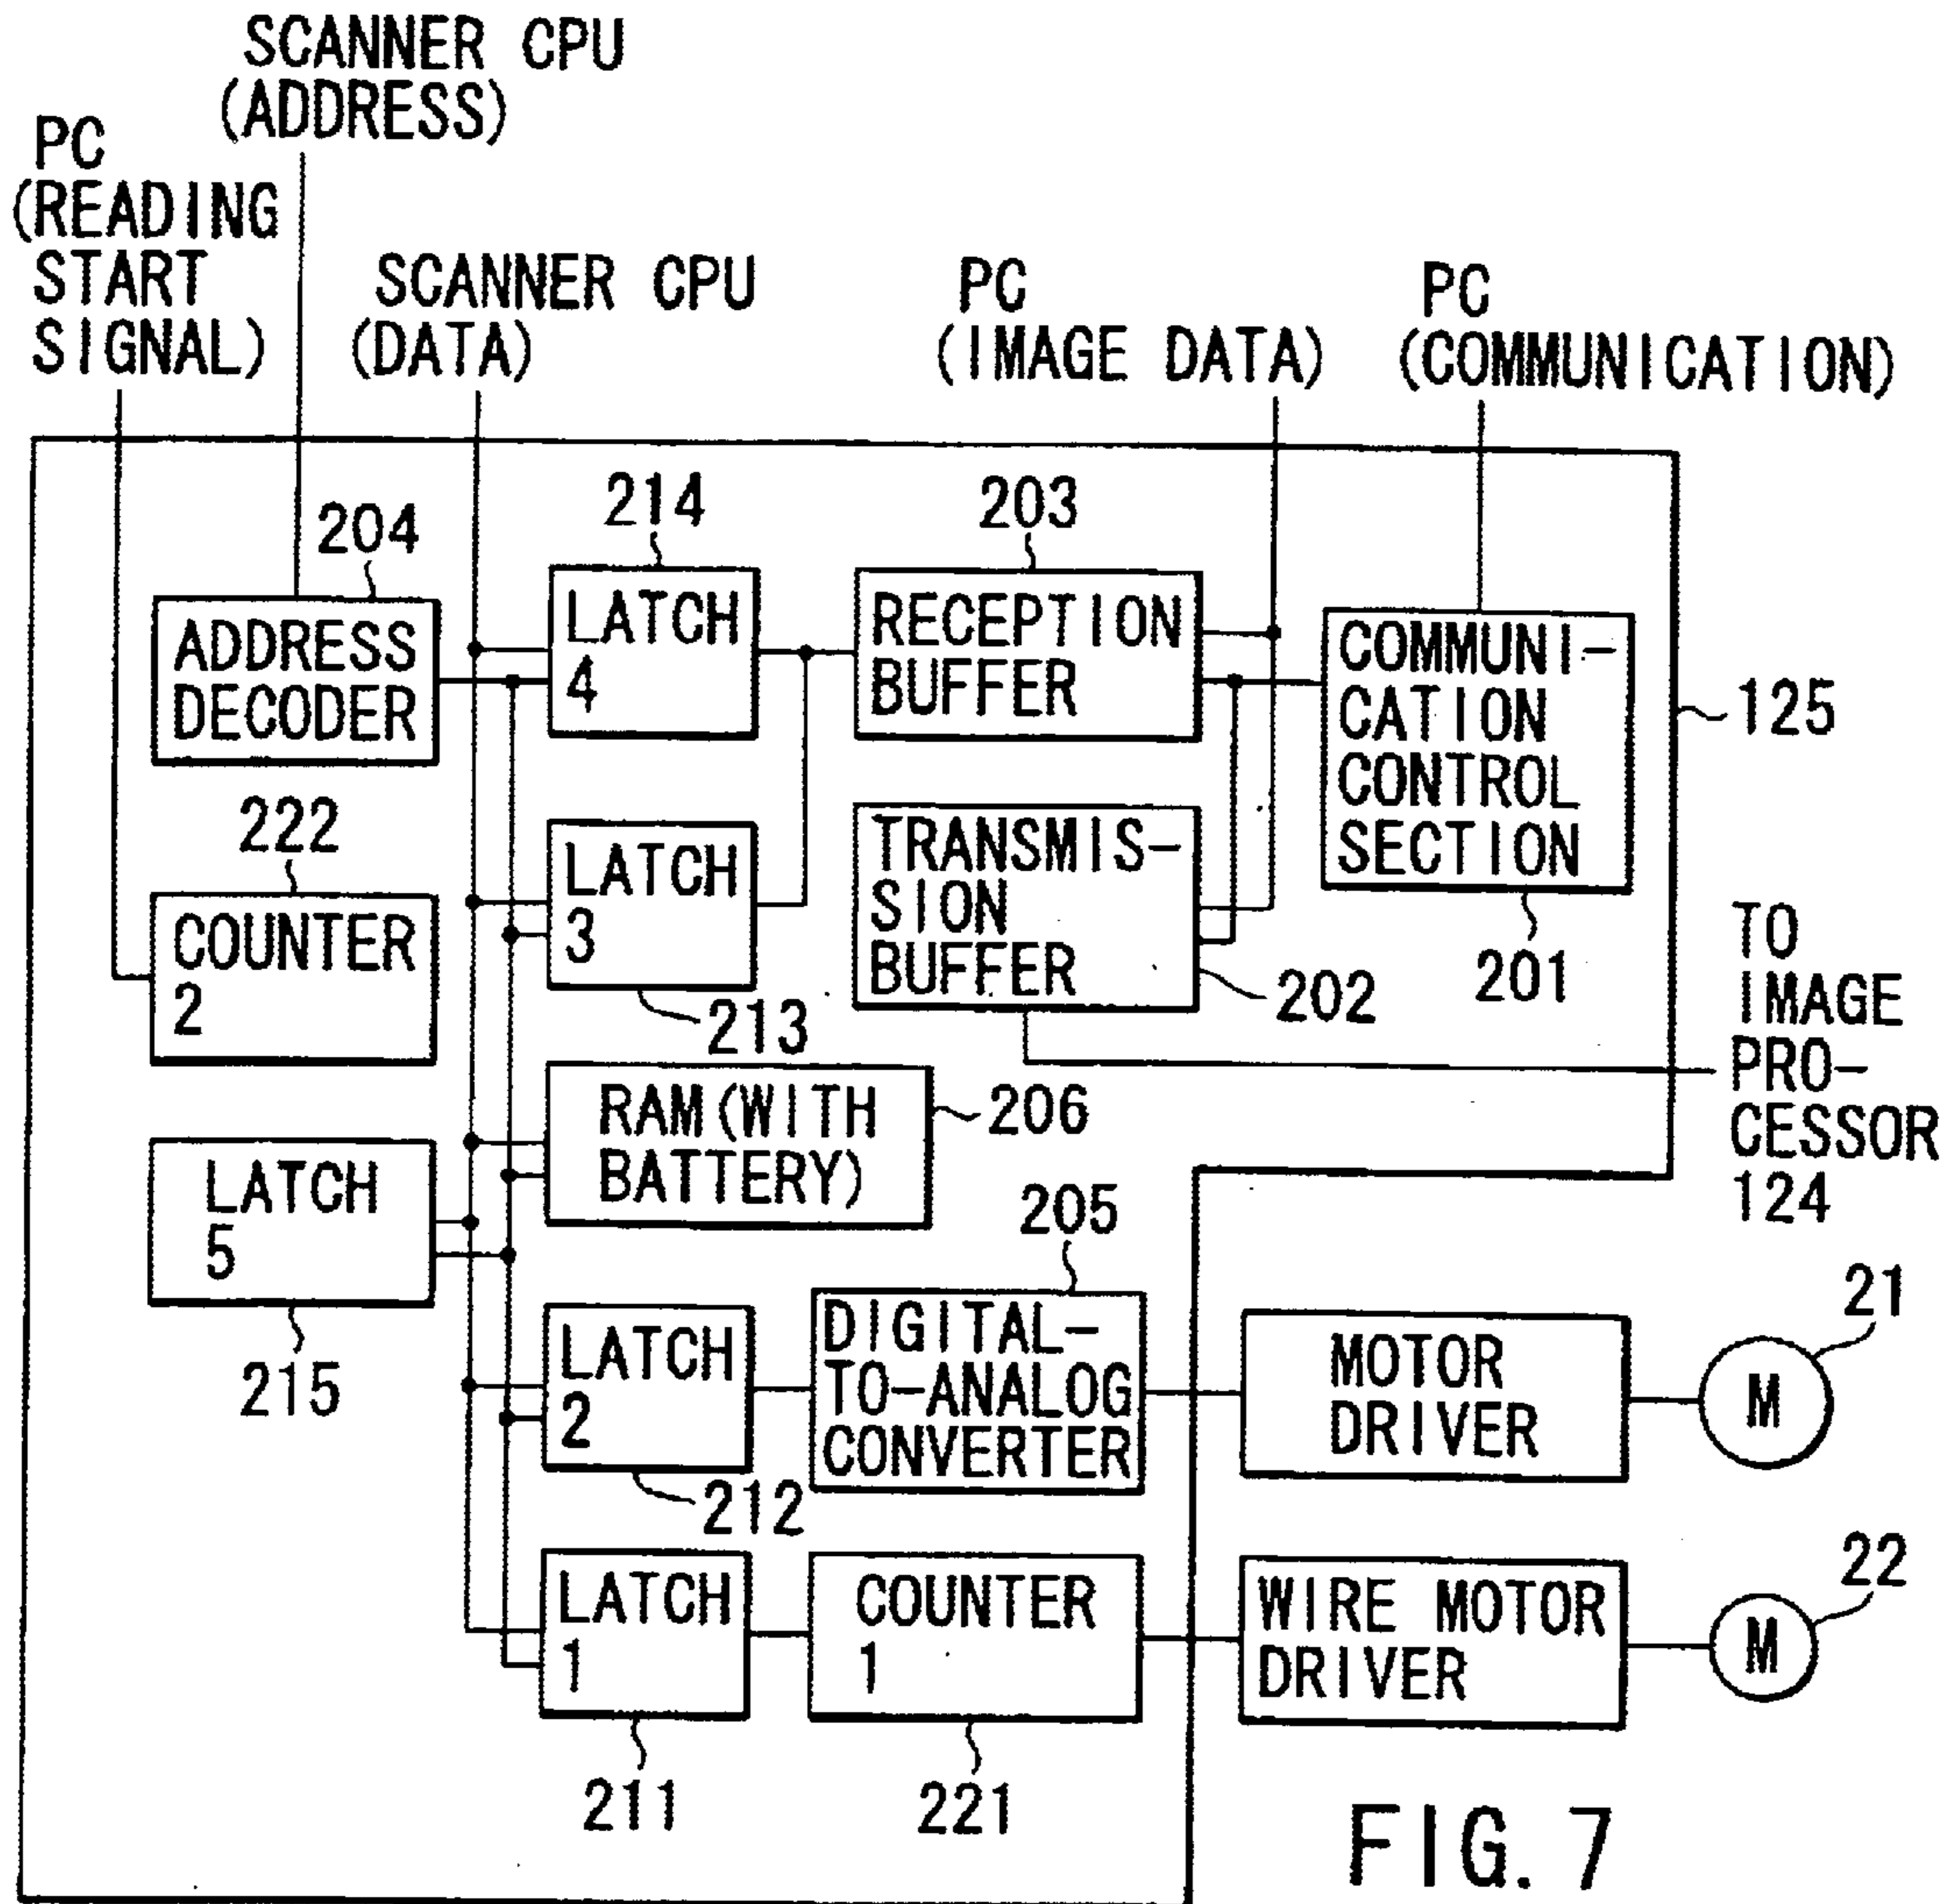 SCANNER CPU
(ADDRESS)
PC
(READING
START
SIGNAL)
SCANNER CPU
(DATA)
PC
(IMAGE DATA)
PC
(COMMUNICATION)
204
ADDRESS
DECODER
214
LATCH
4
203
RECEPTION
BUFFER
COMMUNI-
CATION
CONTROL
SECTION
201
125
222
COUNTER
2
LATCH
3
213
TRANSMIS-
SION
BUFFER
202
TO
IMAGE
PRO-
CESSOR
124
RAM (WITH
BATTERY)
206
LATCH
5
215
LATCH
2
212
205
DIGITAL-
TO-ANALOG
CONVERTER
MOTOR
DRIVER
21
M
LATCH
1
211
COUNTER
1
221
WIRE MOTOR
DRIVER
22
M
FIG. 7